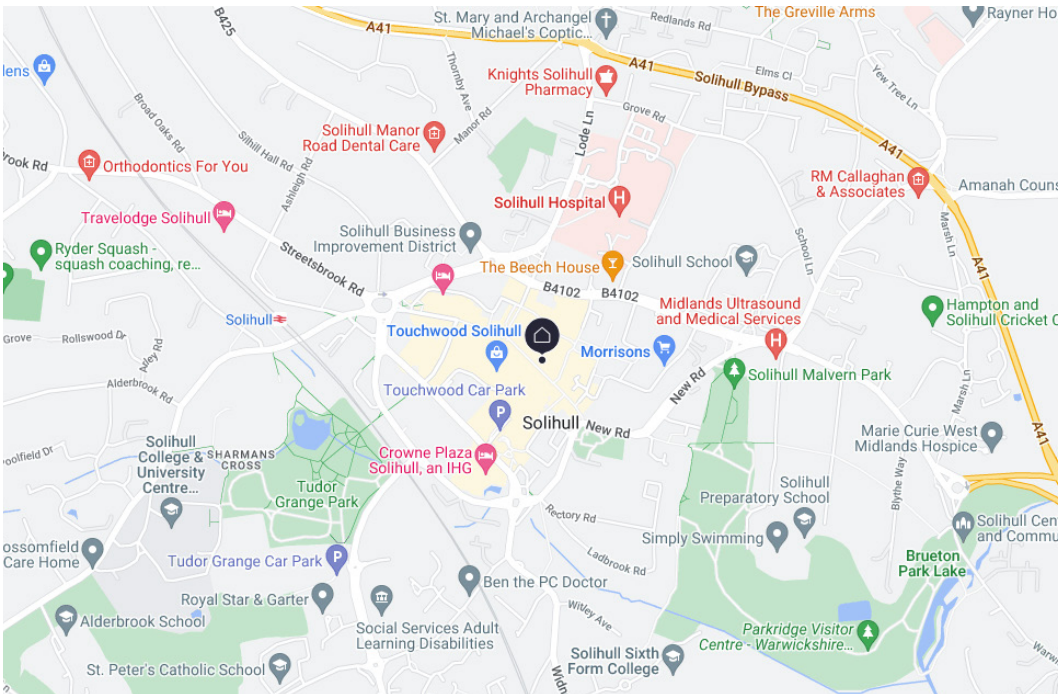 St. Mary and Archangel
Michael's Coptic...
Redlands Rd
The Greville Arms
Rayner Ho
B425
A41
Thornby Ave
A41
Solihull Bypass
Elms Cl
Yew Tree Ln
lens
Knights Solihull
Pharmacy
Broad Oaks Rd
Silhill Hall Rd
Manor Rd
Grove Rd
Lode Ln
Solihull Manor
Road Dental Care
A41
brook Rd
Orthodontics For You
Ashleigh Rd
RM Callaghan
& Associates
Amanah Couns
Solihull Hospital
H
Travelodge Solihull
Marsh Ln
Solihull Business
Improvement District
School Ln
Ryder Squash -
squash coaching, re...
Streetsbrook Rd
The Beech House
Solihull School
A41
B4102
B4102
Midlands Ultrasound
and Medical Services
H
Hampton and
Solihull Cricket C
Solihull
Grove
Rollswood Dr
Alley Rd
Touchwood Solihull
Morrisons
Alderbrook Rd
Touchwood Car Park
P
New Rd
Solihull Malvern Park
Marsh Ln
Solihull
New Rd
A41
Marie Curie West
Midlands Hospice
Solihull
College &
University
Centre...
oolfield Dr
SHARMANS
CROSS
Crowne Plaza
Solihull, an IHG
Tudor
Grange Park
Blythe Way
Solihull
Preparatory School
Rectory Rd
Simply Swimming
Solihull Cen
and Commu
ossomfield
Care Home
Tudor Grange Car Park
P
Ladbrook Rd
Brueton
Park Lake
Ben the PC Doctor
Royal Star & Garter
Witley Ave
Alderbrook School
Social Services Adult
Learning Disabilities
Parkridge Visitor
Centre - Warwickshire...
St. Peter's Catholic School
Solihull Sixth
Form College
Widn
Warw